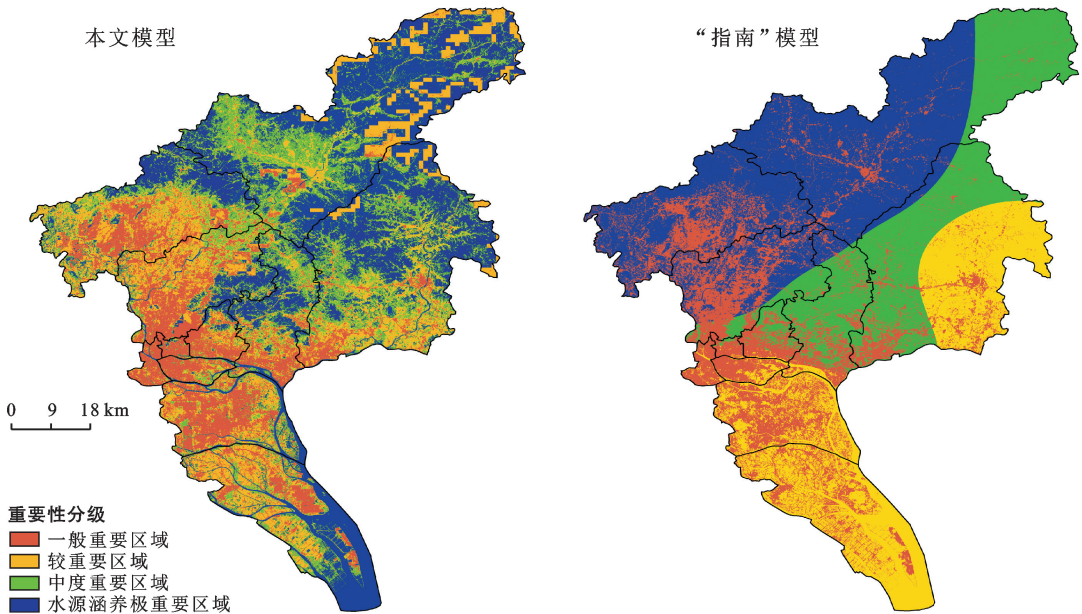 本文模型
“指南”模型
0 9 18 km
重要性分级
一般重要区域
较重要区域
中度重要区域
水源涵养极重要区域